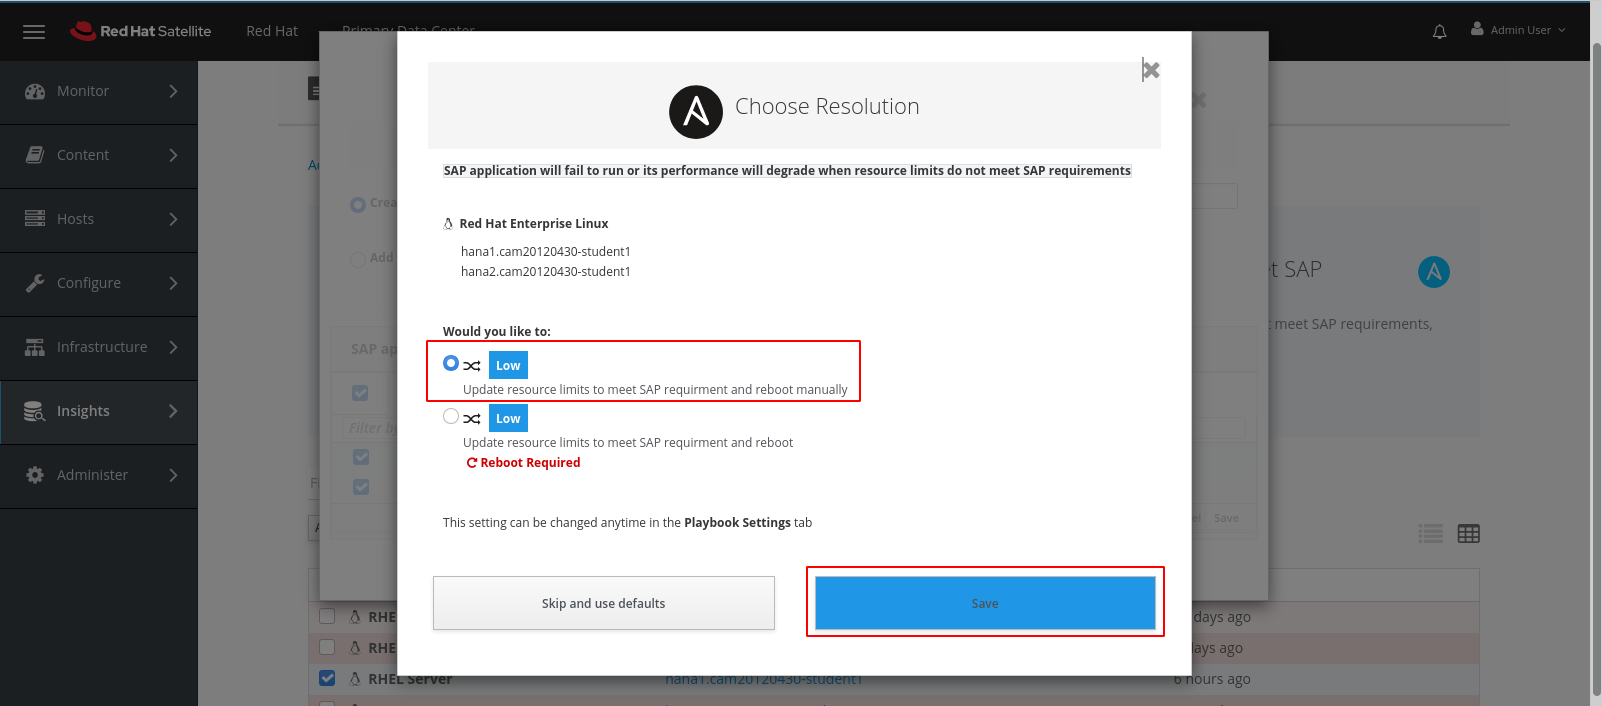 Red Hat Satellite
Red Hat
Primary Data Center
Admin User
Monitor
Content
Hosts
Configure
Infrastructure
Insights
Administer
Choose Resolution
SAP application will fail to run or its performance will degrade when resource limits do not meet SAP requirements
Red Hat Enterprise Linux
hana1.cam20120430-student1
hana2.cam20120430-student1
Would you like to:
Low
Update resource limits to meet SAP requirment and reboot manually
Low
Update resource limits to meet SAP requirment and reboot
Reboot Required
This setting can be changed anytime in the Playbook Settings tab
Skip and use defaults
Save
Add
SAP
SAP
meet SAP requirements,
Save
RHE
days ago
RHE
days ago
RHEL Server
hana1.cam20120430-student1
6 hours ago